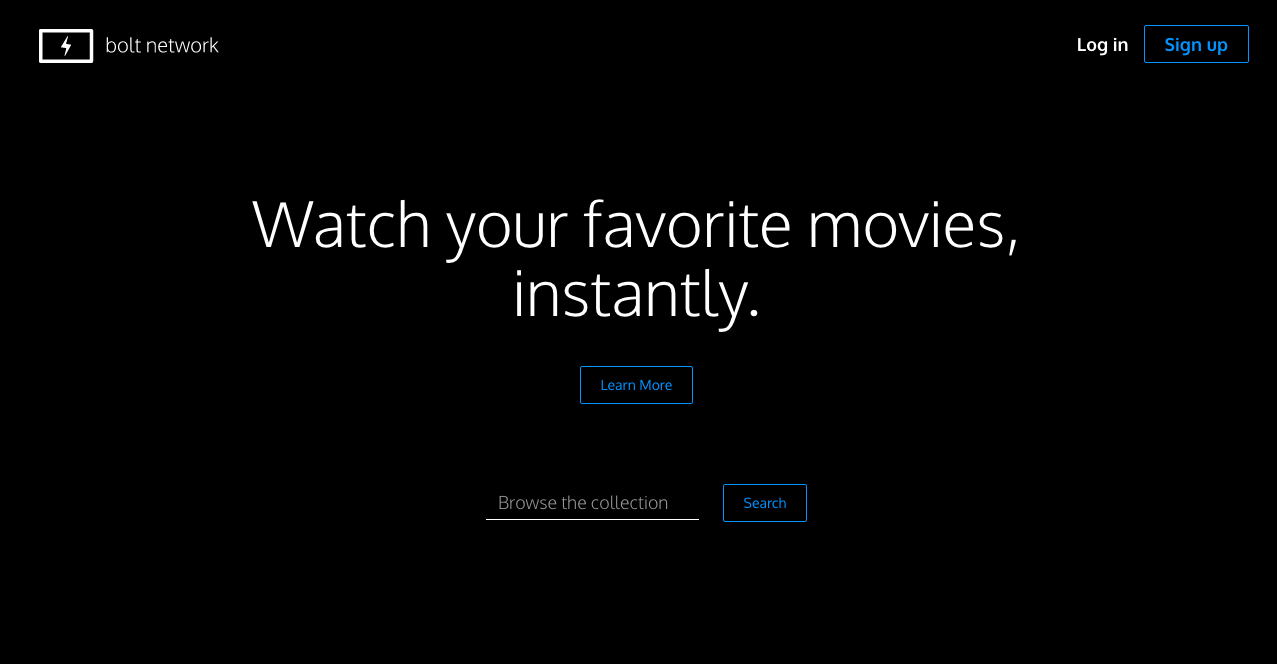 bolt network
Log in
Sign up
Watch your favorite movies,
instantly.
Learn More
Browse the collection
Search